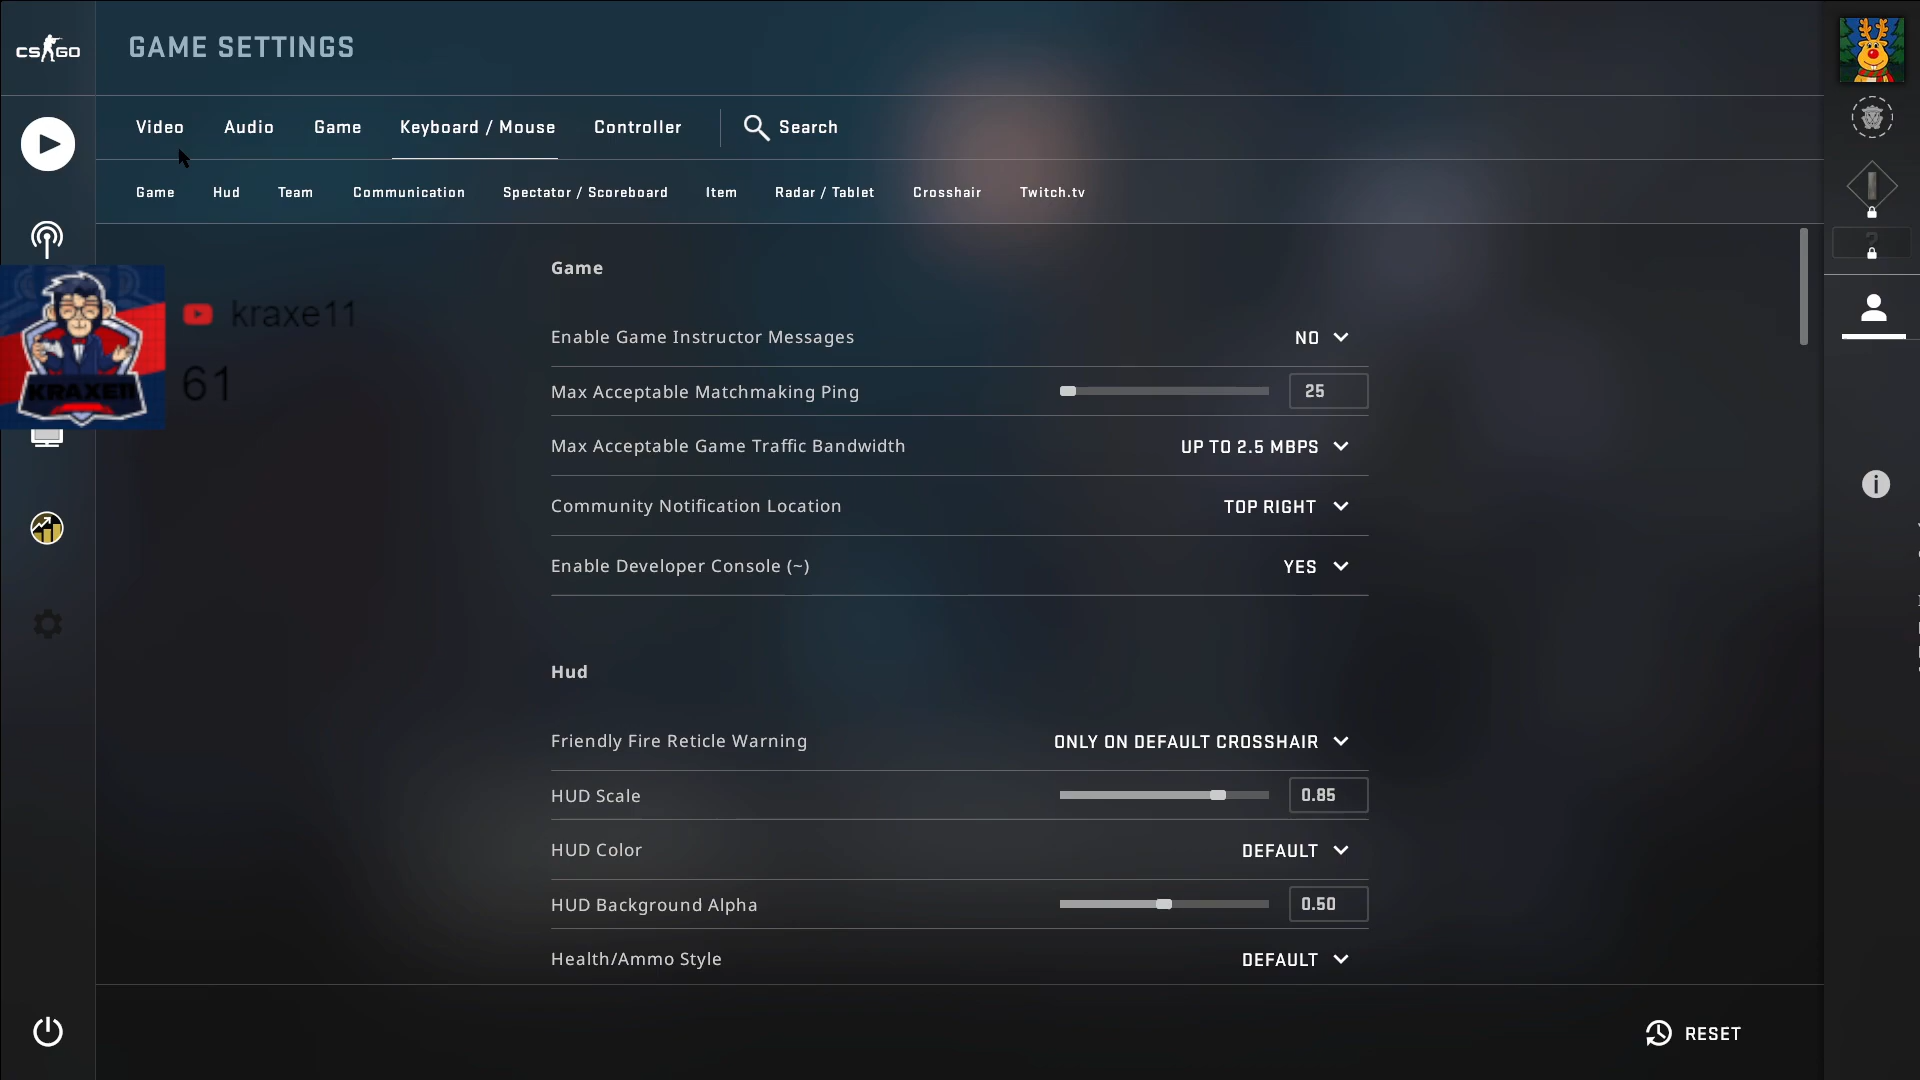 CS GO
GAME SETTINGS
Video Audio Game Keyboard / Mouse Controller Search
Game Hud Team Communication Spectator / Scoreboard Item Radar / Tablet Crosshair Twitch.tv
kraxe11
61
KRAXE11
Game
Enable Game Instructor Messages NO
Max Acceptable Matchmaking Ping 25
Max Acceptable Game Traffic Bandwidth UP TO 2.5 MBPS
Community Notification Location TOP RIGHT
Enable Developer Console (~) YES
Hud
Friendly Fire Reticle Warning ONLY ON DEFAULT CROSSHAIR
HUD Scale 0.85
HUD Color DEFAULT
HUD Background Alpha 0.50
Health/Ammo Style DEFAULT
RESET